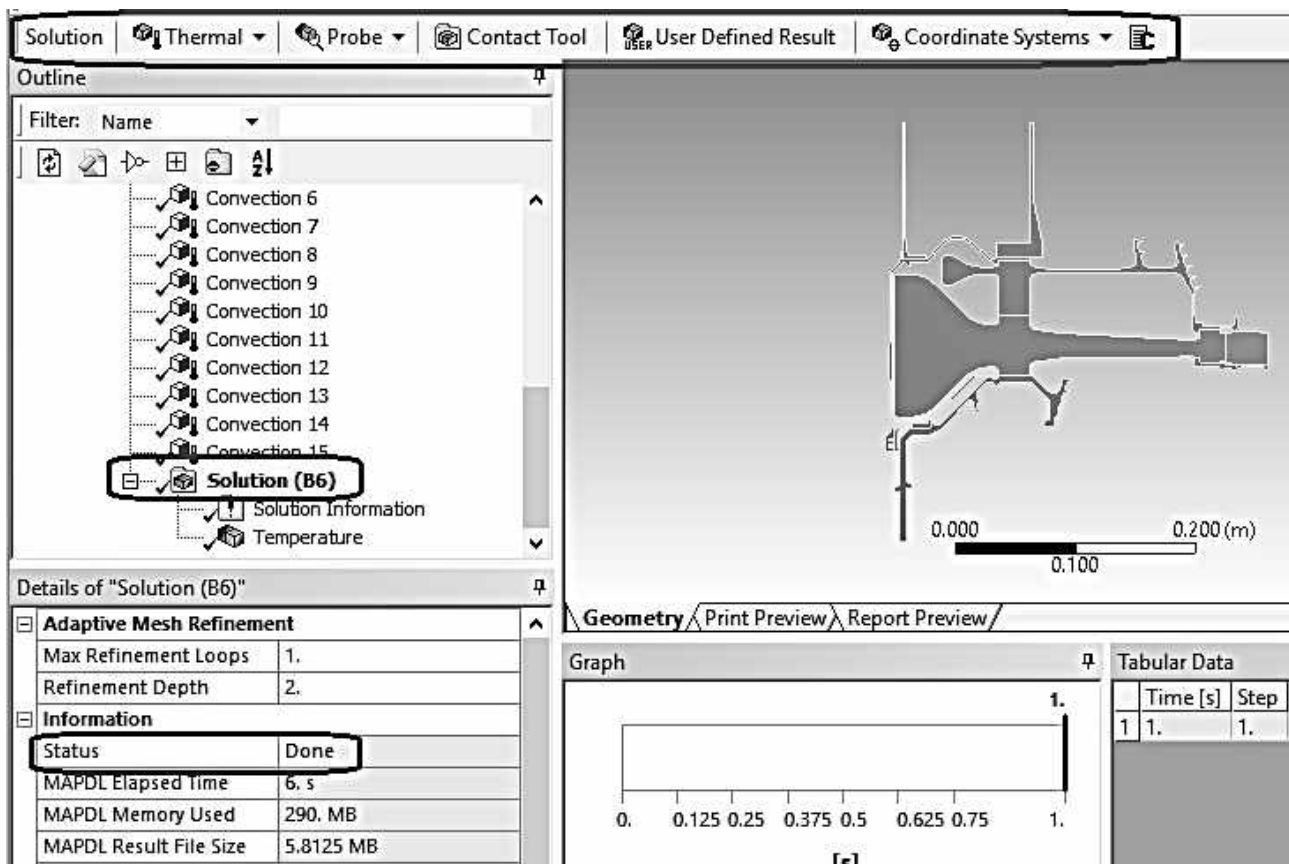 Solution Thermal Probe Contact Tool USER User Defined Result Coordinate Systems
Outline
Filter: Name
A
Z
Convection 6
Convection 7
Convection 8
Convection 9
Convection 10
Convection 11
Convection 12
Convection 13
Convection 14
Convection 15
Solution (B6)
Solution Information
Temperature
Details of "Solution (B6)"
Adaptive Mesh Refinement
Max Refinement Loops 1.
Refinement Depth 2.
Information
Status Done
MAPDL Elapsed Time 6. s
MAPDL Memory Used 290. MB
MAPDL Result File Size 5.8125 MB
0.000 0.200 (m)
0.100
Geometry Print Preview Report Preview
Graph
1.
0. 0.125 0.25 0.375 0.5 0.625 0.75 1.
[s]
Tabular Data
Time [s] Step
1 1. 1.